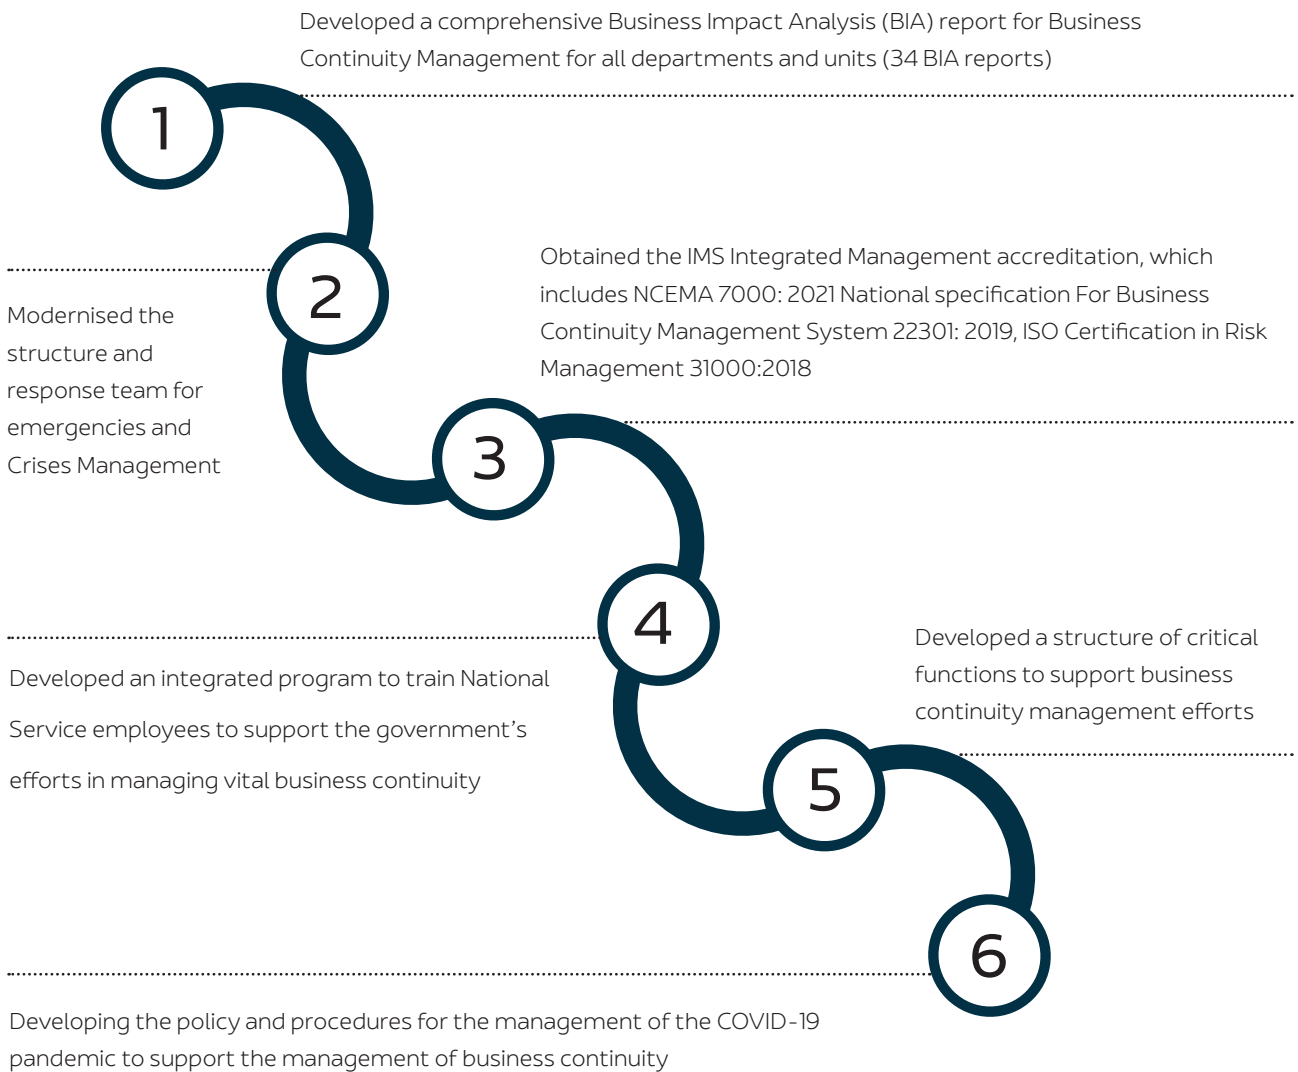 Developed a comprehensive Business Impact Analysis (BIA) report for Business
Continuity Management for all departments and units (34 BIA reports)
1
2
Modernised the
structure and
response team for
emergencies and
Crises Management
Obtained the IMS Integrated Management accreditation, which
includes NCEMA 7000: 2021 National specification For Business
Continuity Management System 22301: 2019, ISO Certification in Risk
Management 31000:2018
3
4
Developed an integrated program to train National
Service employees to support the government’s
efforts in managing vital business continuity
Developed a structure of critical
functions to support business
continuity management efforts
5
6
Developing the policy and procedures for the management of the COVID-19
pandemic to support the management of business continuity